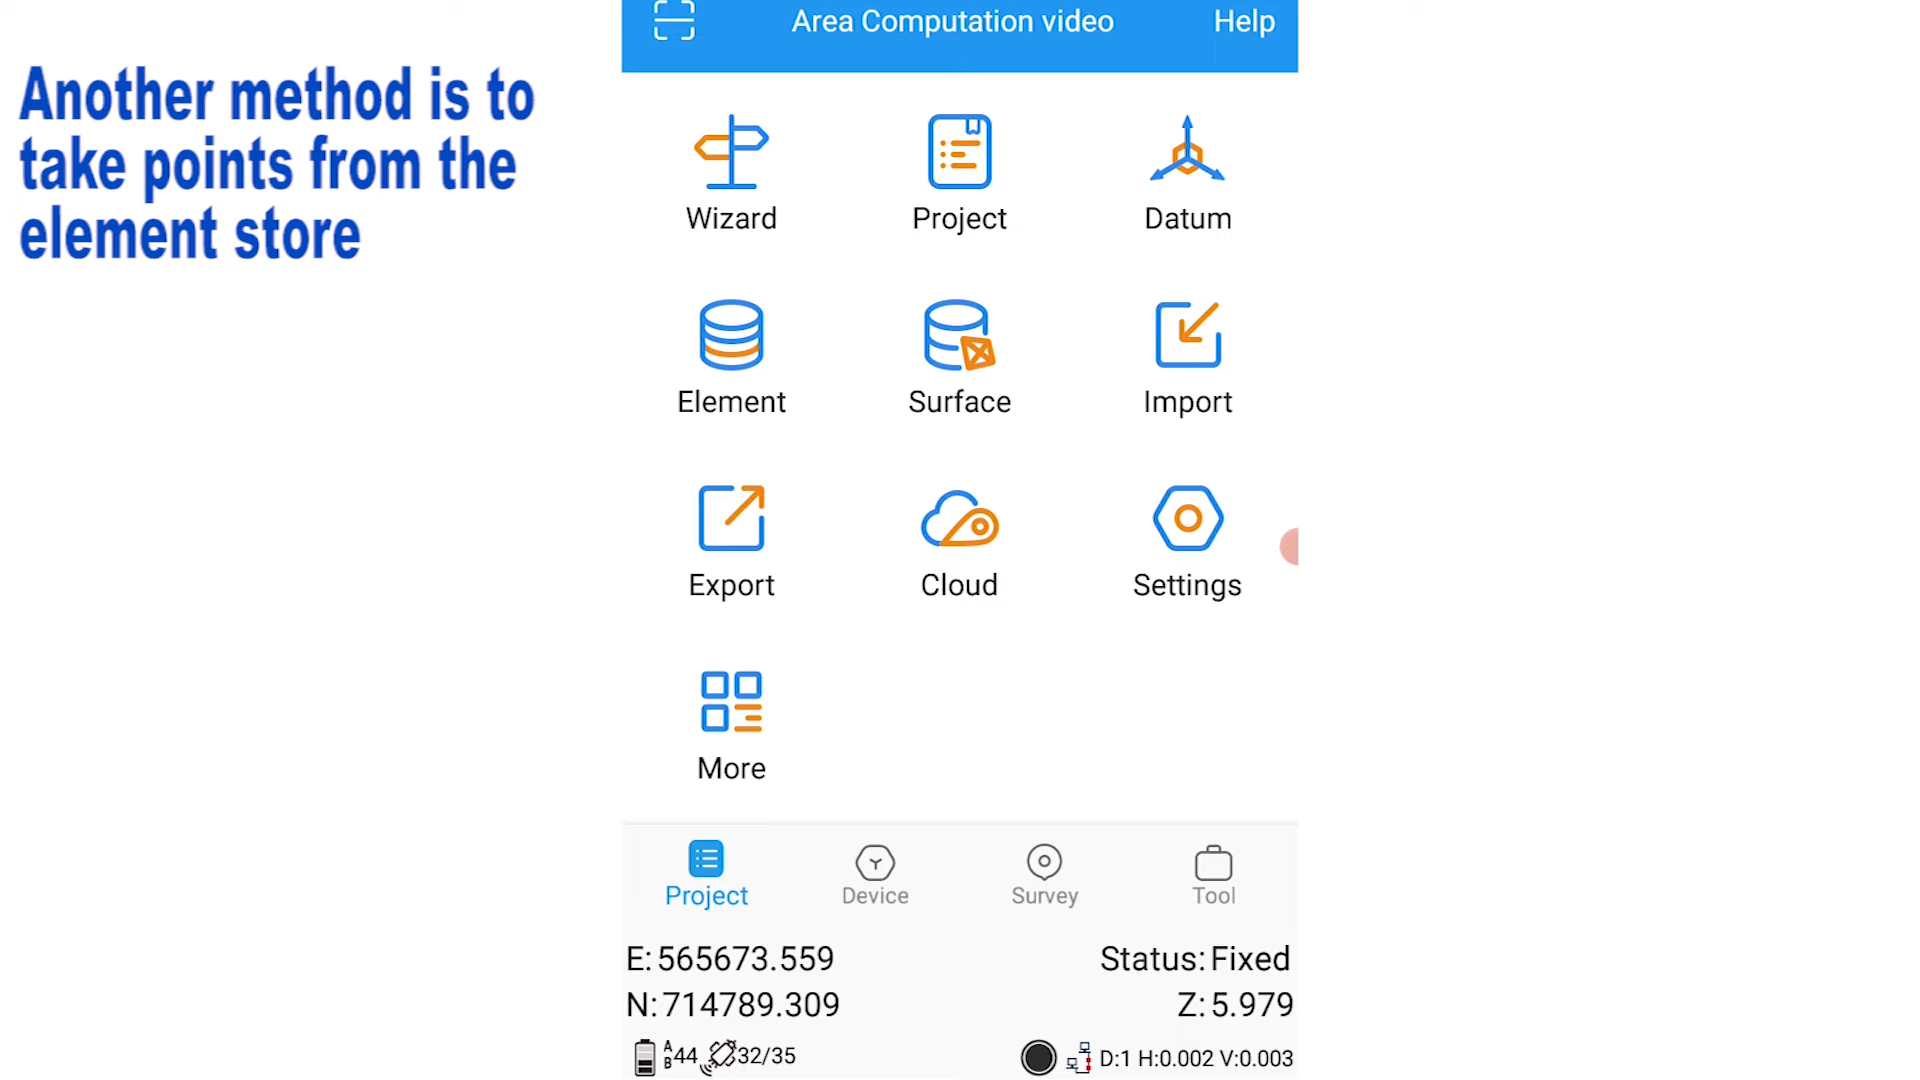 Another method is to
take points from the
element store
Area Computation video
Help
Wizard
Project
Datum
Element
Surface
Import
Export
Cloud
Settings
More
Project
Device
Survey
Tool
E: 565673.559
Status: Fixed
N: 714789.309
Z: 5.979
A
B
44
32/35
D:1 H:0.002 V:0.003